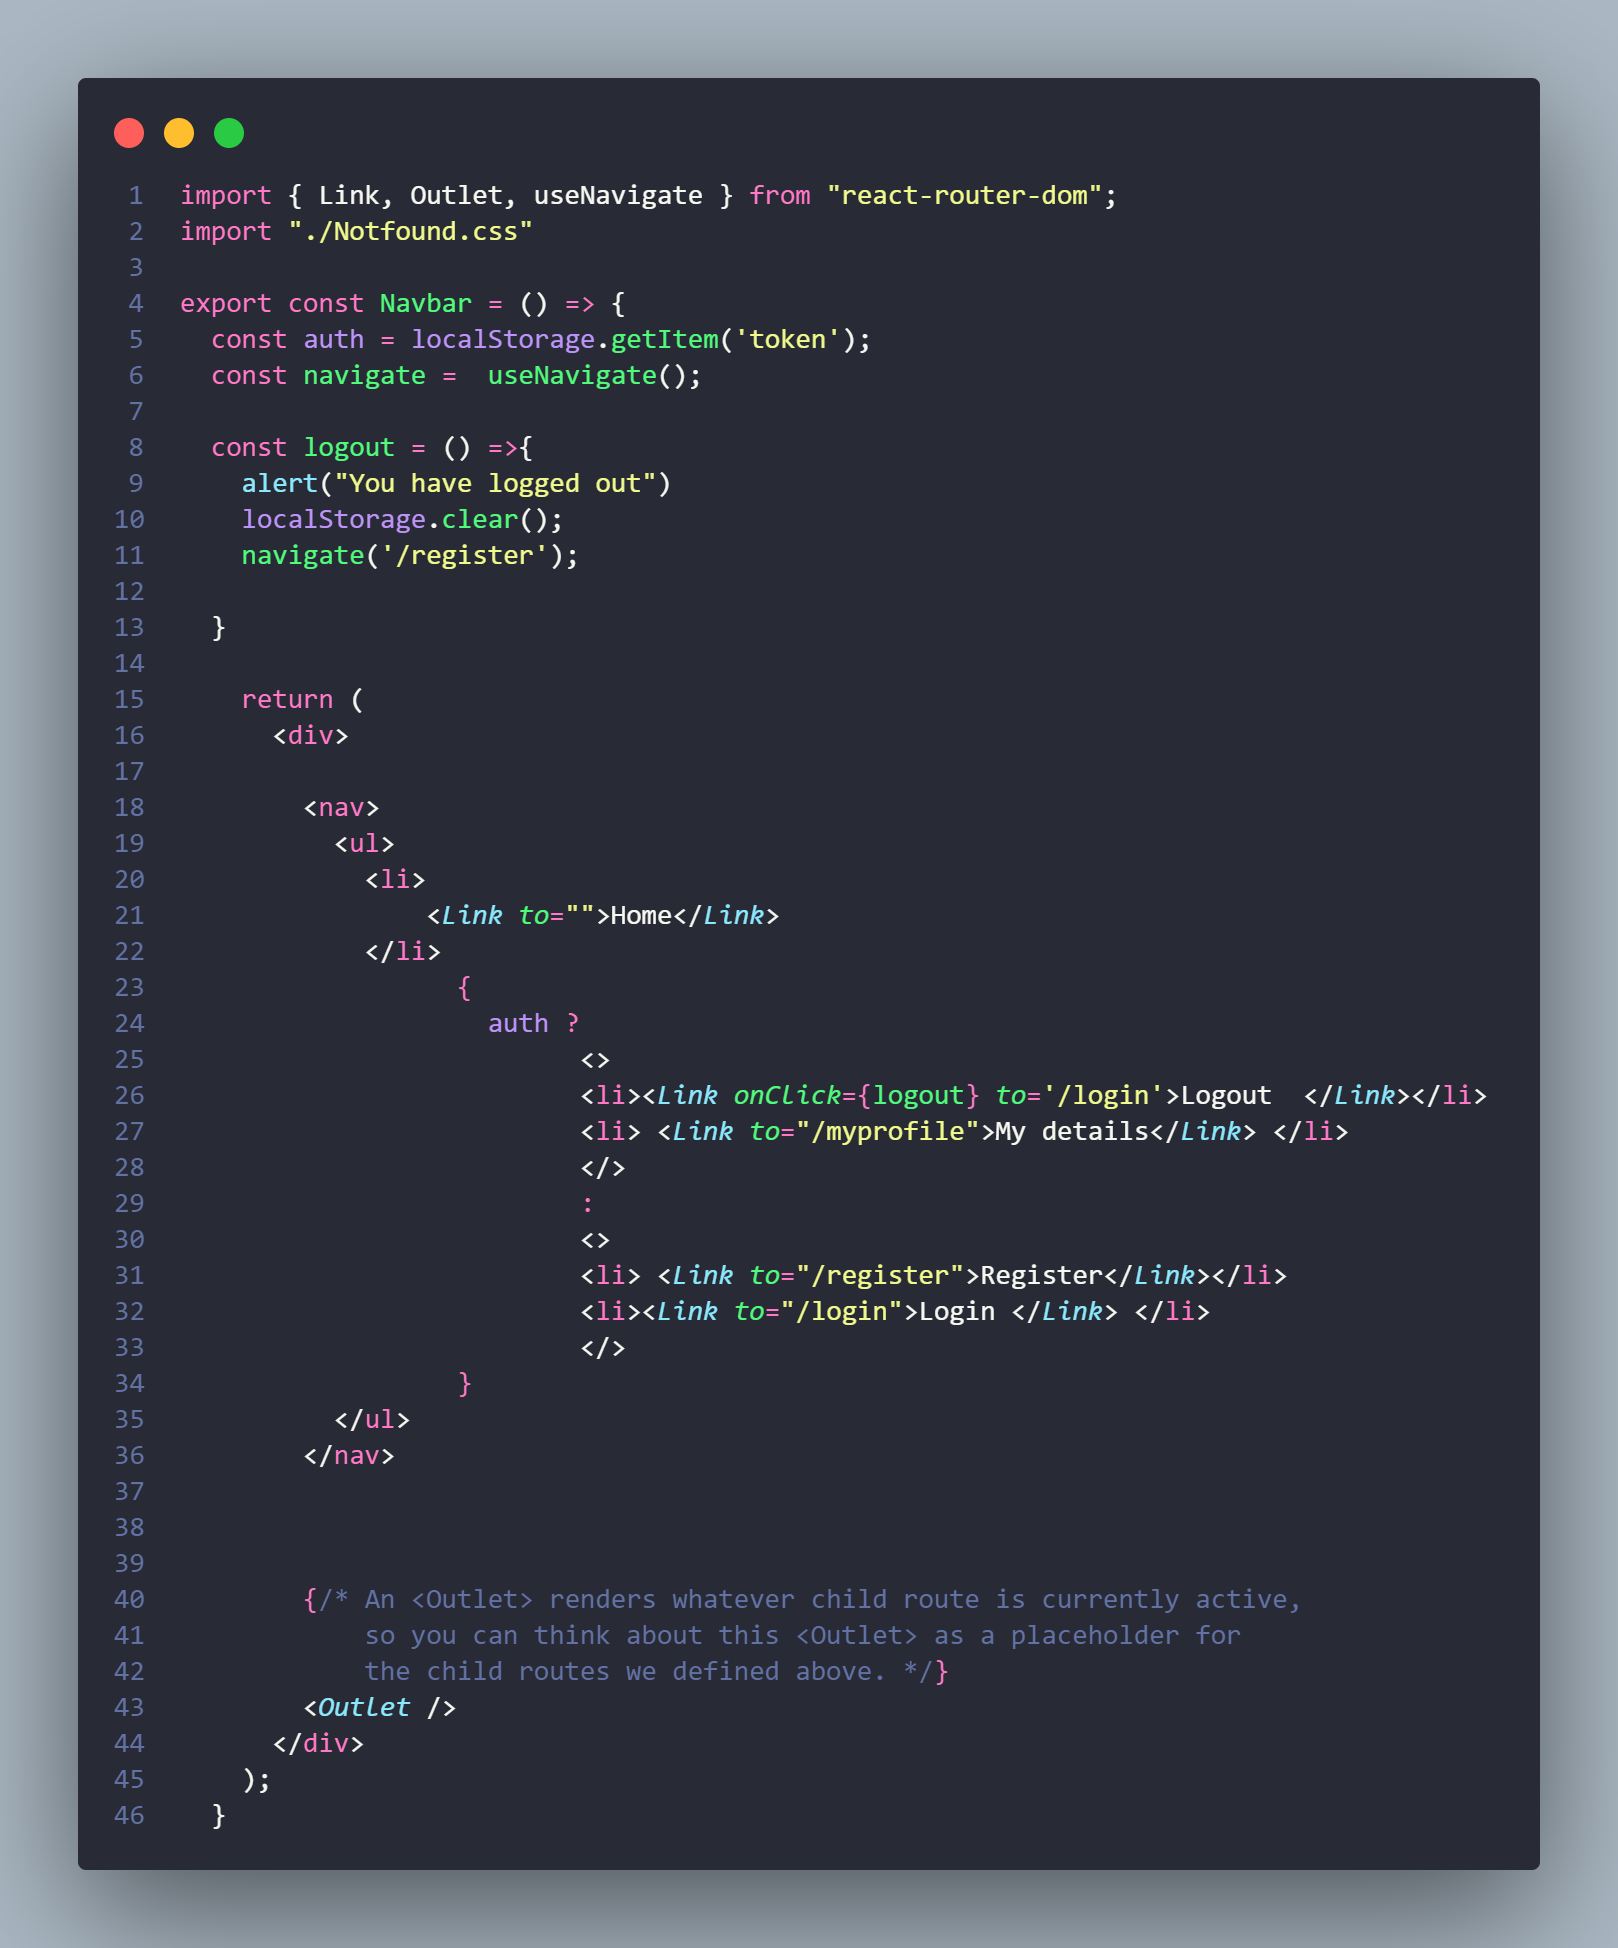 1 import { Link, Outlet, useNavigate } from "react-router-dom";
2 import "./Notfound.css"
3
4 export const Navbar = () => {
5   const auth = localStorage.getItem('token');
6   const navigate =  useNavigate();
7
8   const logout = () =>{
9     alert("You have logged out")
10     localStorage.clear();
11     navigate('/register');
12
13   }
14
15     return (
16       <div>
17
18         <nav>
19           <ul>
20             <li>
21                 <Link to="">Home</Link>
22             </li>
23                   {
24                     auth ?
25                           <>
26                           <li><Link onClick={logout} to='/login'>Logout  </Link></li>
27                           <li> <Link to="/myprofile">My details</Link> </li>
28                           </>
29                           :
30                           <>
31                           <li> <Link to="/register">Register</Link></li>
32                           <li><Link to="/login">Login </Link> </li>
33                           </>
34                   }
35           </ul>
36         </nav>
37
38
39
40         {/* An <Outlet> renders whatever child route is currently active,
41             so you can think about this <Outlet> as a placeholder for
42             the child routes we defined above. */}
43         <Outlet />
44       </div>
45     );
46   }